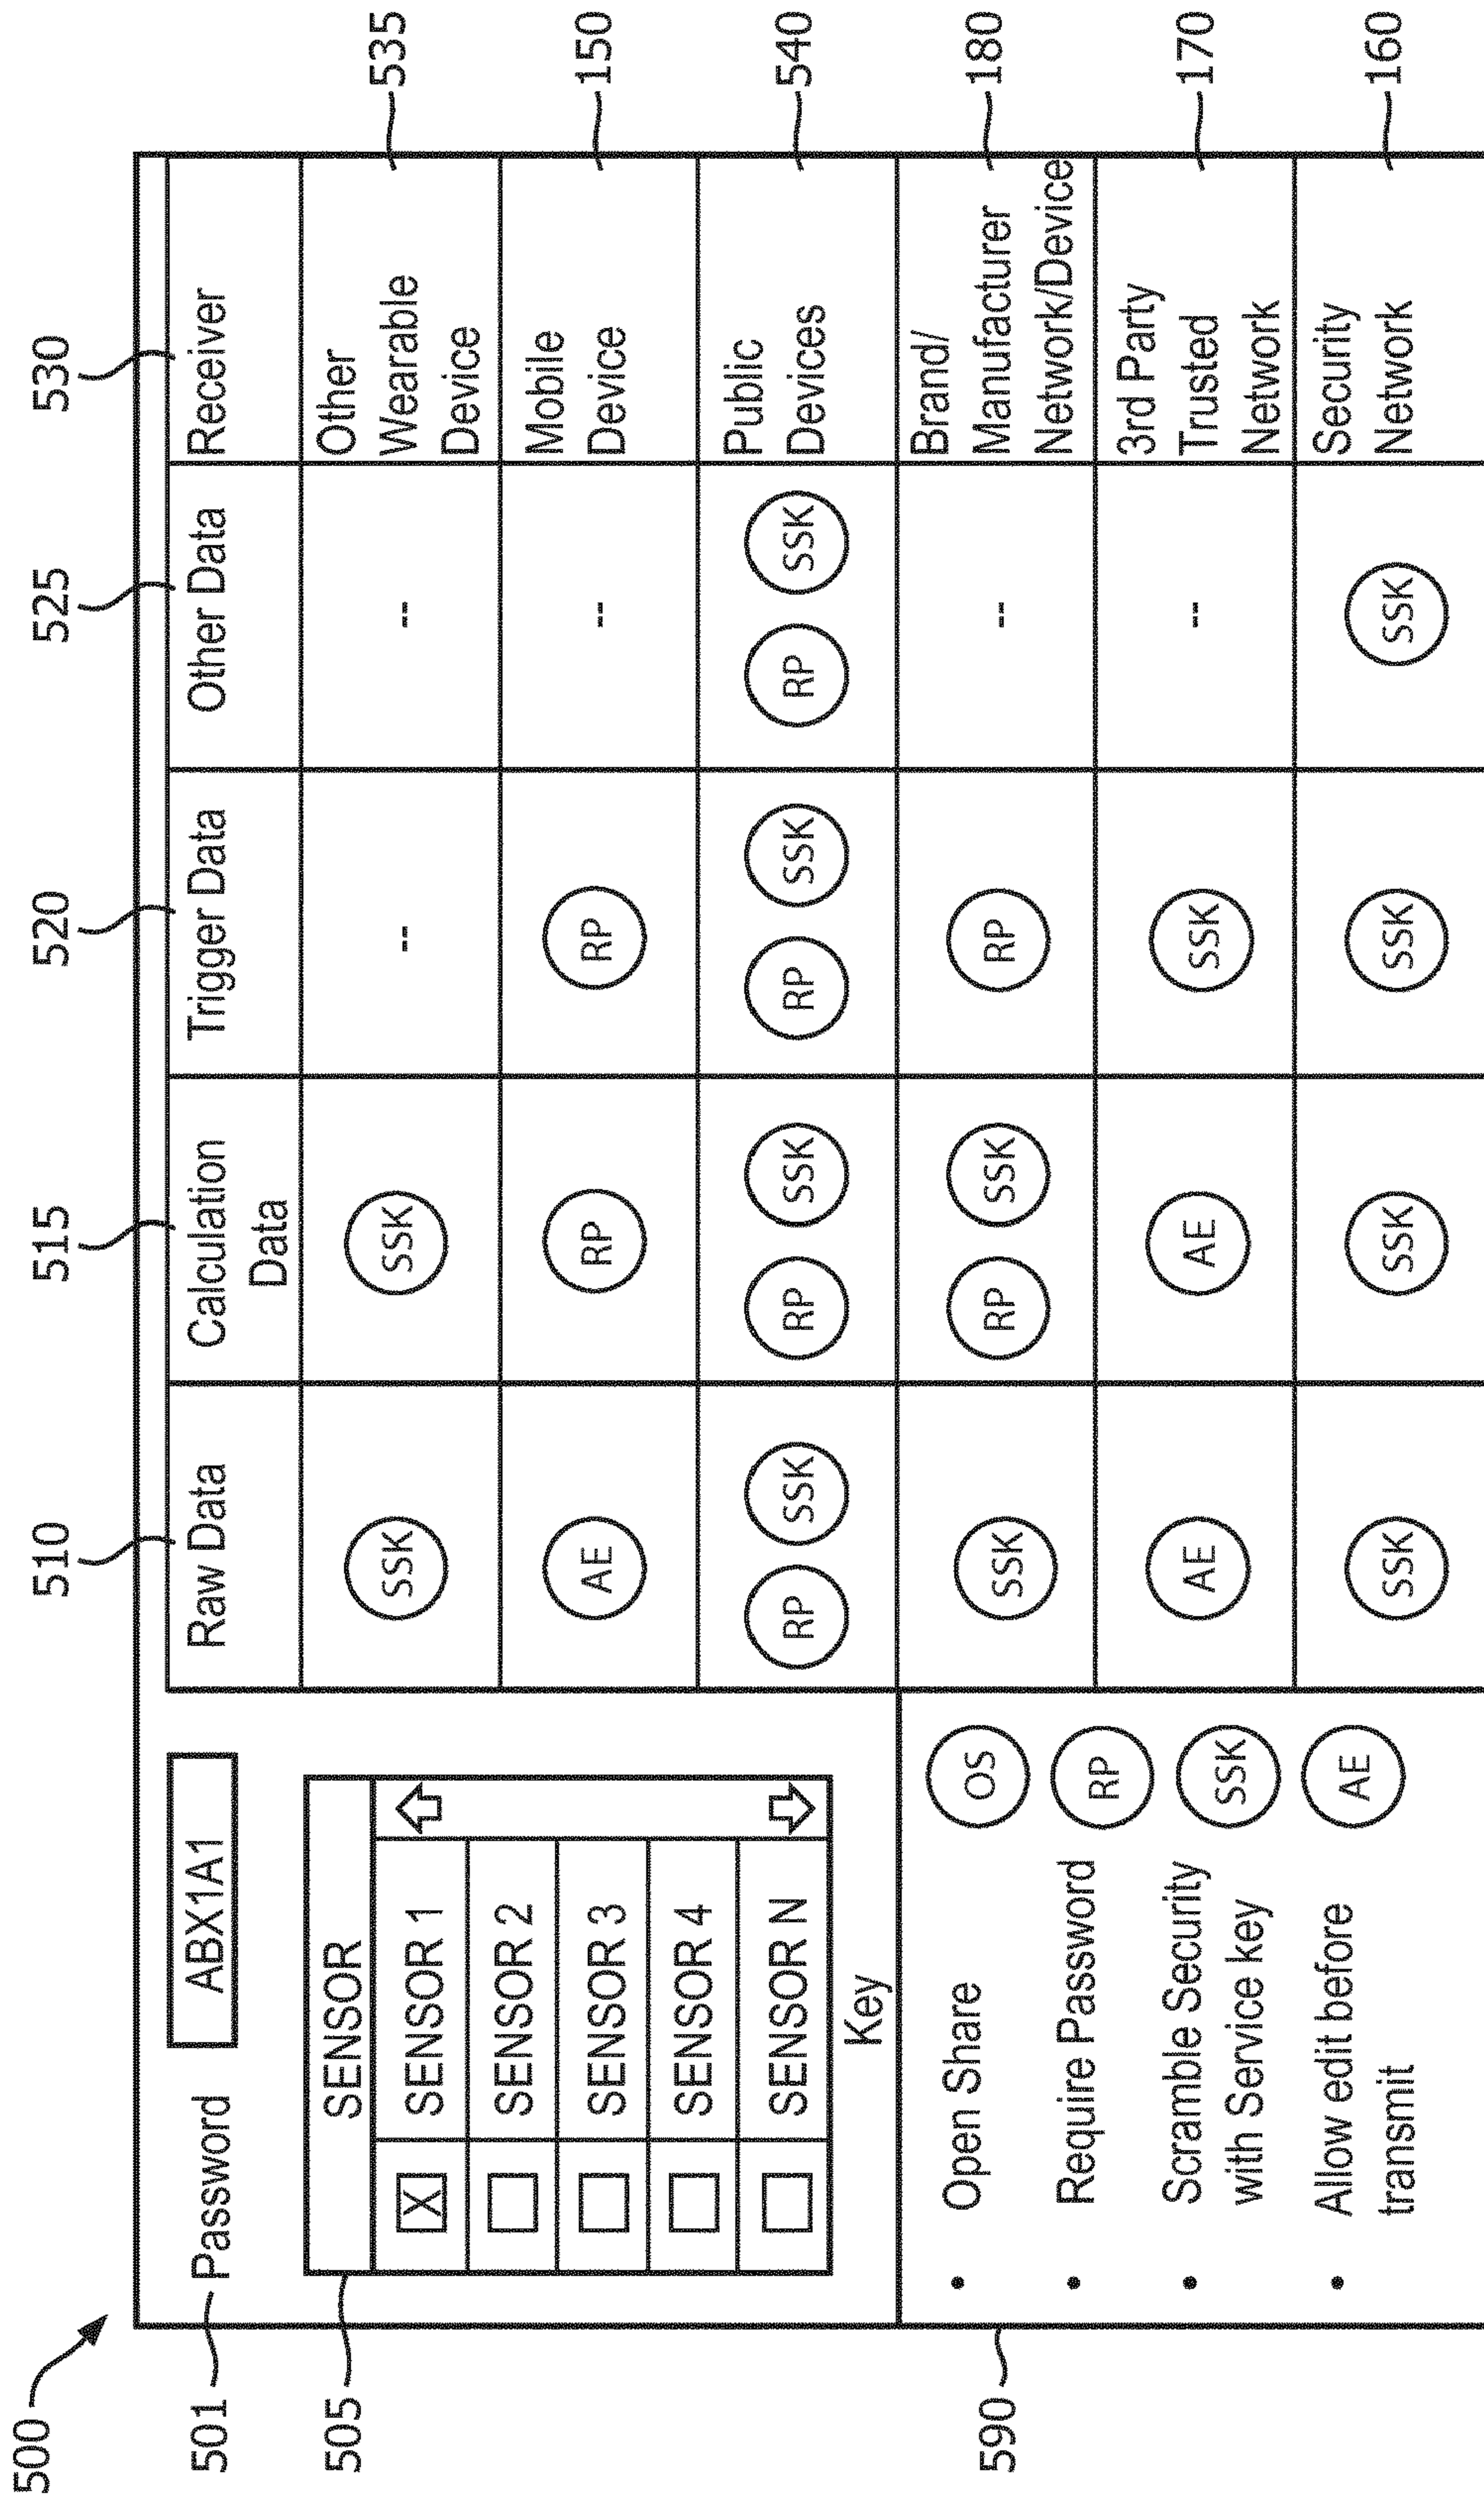 500
501
Password
ABX1A1
505
SENSOR
X
SENSOR 1
SENSOR 2
SENSOR 3
SENSOR 4
SENSOR N
Key
590
• Open Share
OS
• Require Password
RP
• Scramble Security
with Service key
SSK
• Allow edit before
transmit
AE
510
515
520
525
530
Raw Data
Calculation
Data
Trigger Data
Other Data
Receiver
SSK
SSK
--
--
Other
Wearable
Device
535
AE
RP
RP
--
Mobile
Device
150
RP SSK
RP SSK
RP SSK
RP SSK
Public
Devices
540
SSK
RP SSK
RP
--
Brand/
Manufacturer
Network/Device
180
AE
AE
SSK
--
3rd Party
Trusted
Network
170
SSK
SSK
SSK
SSK
Security
Network
160